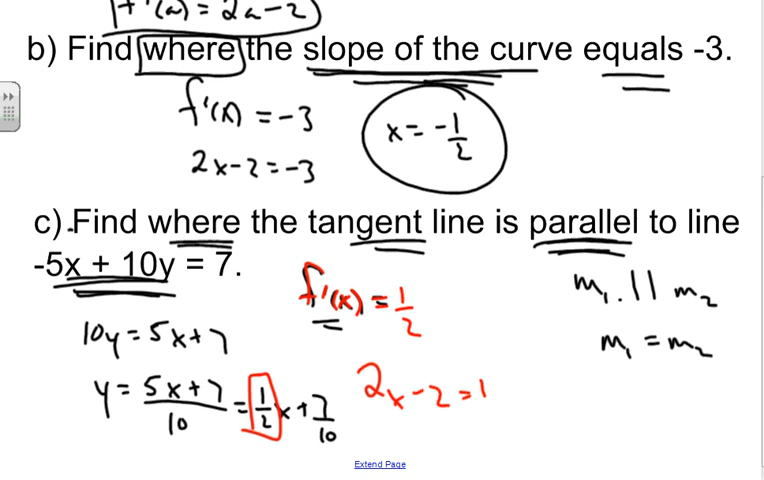 f'(a) = 2a-2
b) Find where the slope of the curve equals -3.
f'(x) = -3
x = -1/2
2x-2 = -3
c) Find where the tangent line is parallel to line
-5x + 10y = 7.
f'(x) = 1/2
m₁ || m₂
10y = 5x+7
m₁ = m₂
y = 5x+7/10 = 1/2x + 7/10
2x-2 = 1
Extend Page